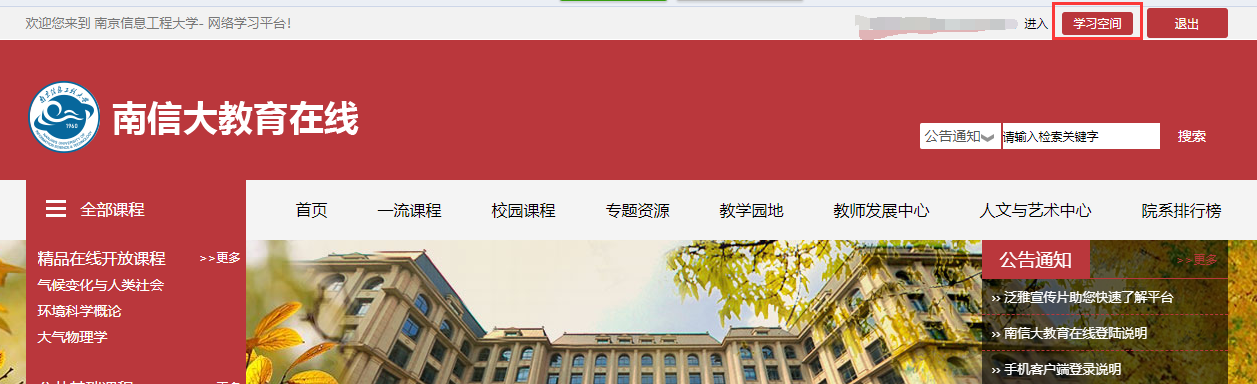 欢迎您来到 南京信息工程大学- 网络学习平台!
进入 学习空间 退出
南信大教育在线
1960
公告通知 请输入检索关键字 搜索
全部课程 首页 一流课程 校园课程 专题资源 教学园地 教师发展中心 人文与艺术中心 院系排行榜
精品在线开放课程 >>更多
气候变化与人类社会
环境科学概论
大气物理学
公告通知 >>更多
›› 泛雅宣传片助您快速了解平台
›› 南信大教育在线登陆说明
›› 手机客户端登录说明